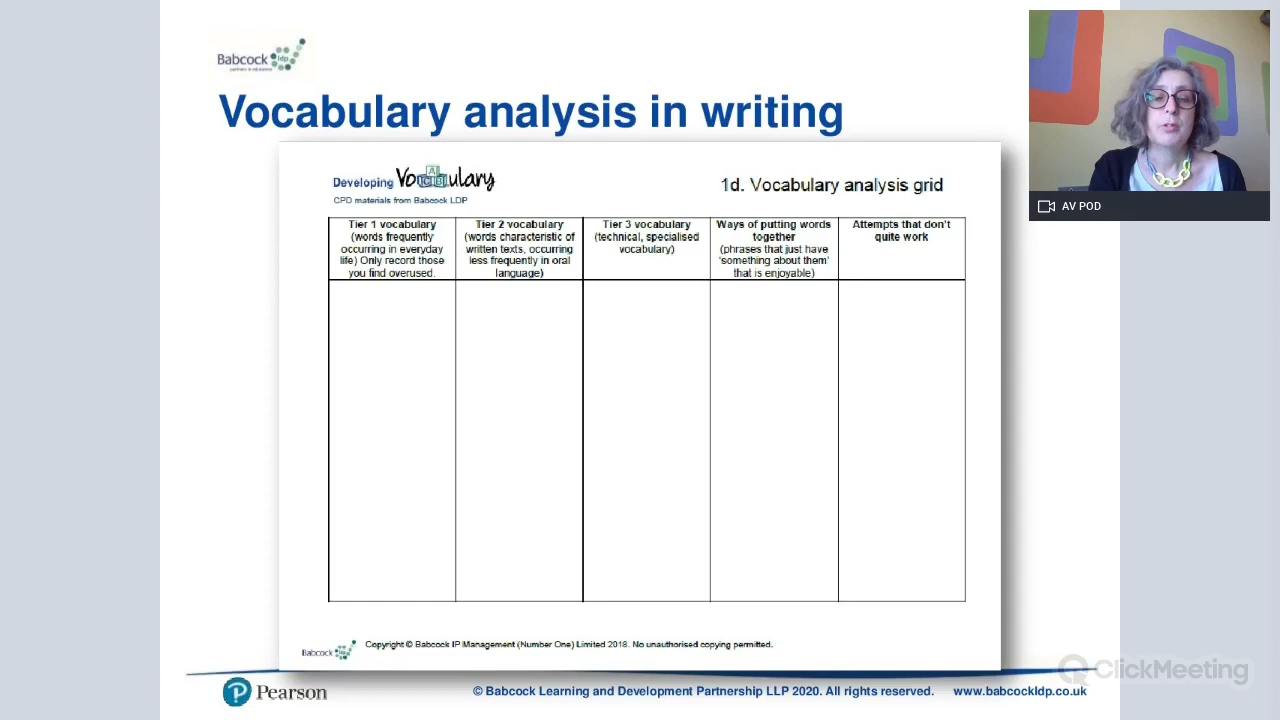 Babcock
ldp
Vocabulary analysis in writing
AV POD
Developing Vocabulary
CPD materials from Babcock LDP
1d. Vocabulary analysis grid
Tier 1 vocabulary
(words frequently
occurring in everyday
life) Only record those
you find overused.
Tier 2 vocabulary
(words characteristic of
written texts, occurring
less frequently in oral
language)
Tier 3 vocabulary
(technical, specialised
vocabulary)
Ways of putting words
together
(phrases that just have
‘something about them’
that is enjoyable)
Attempts that don’t
quite work
Babcock
Copyright © Babcock IP Management (Number One) Limited 2018. No unauthorised copying permitted.
ClickMeeting
Pearson
© Babcock Learning and Development Partnership LLP 2020. All rights reserved. www.babcockldp.co.uk